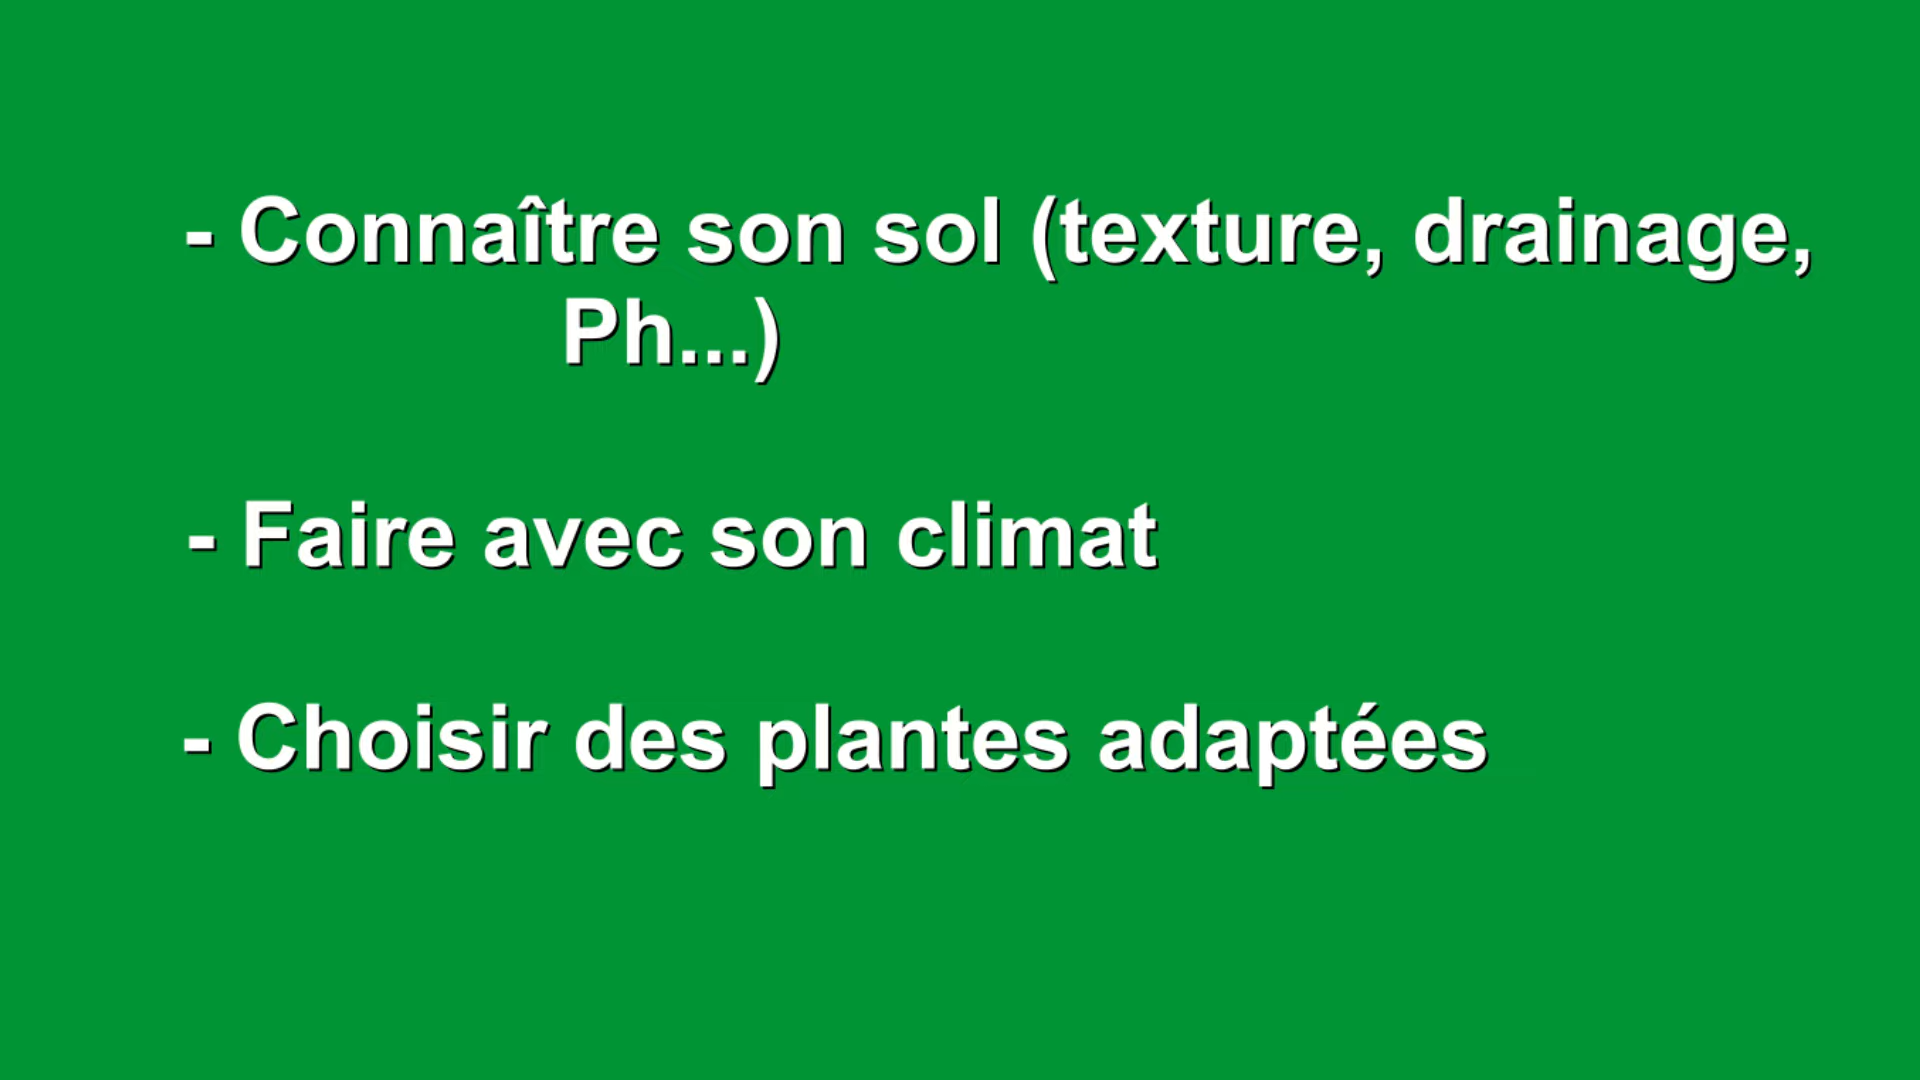 - Connaître son sol (texture, drainage,
Ph...)
- Faire avec son climat
- Choisir des plantes adaptées